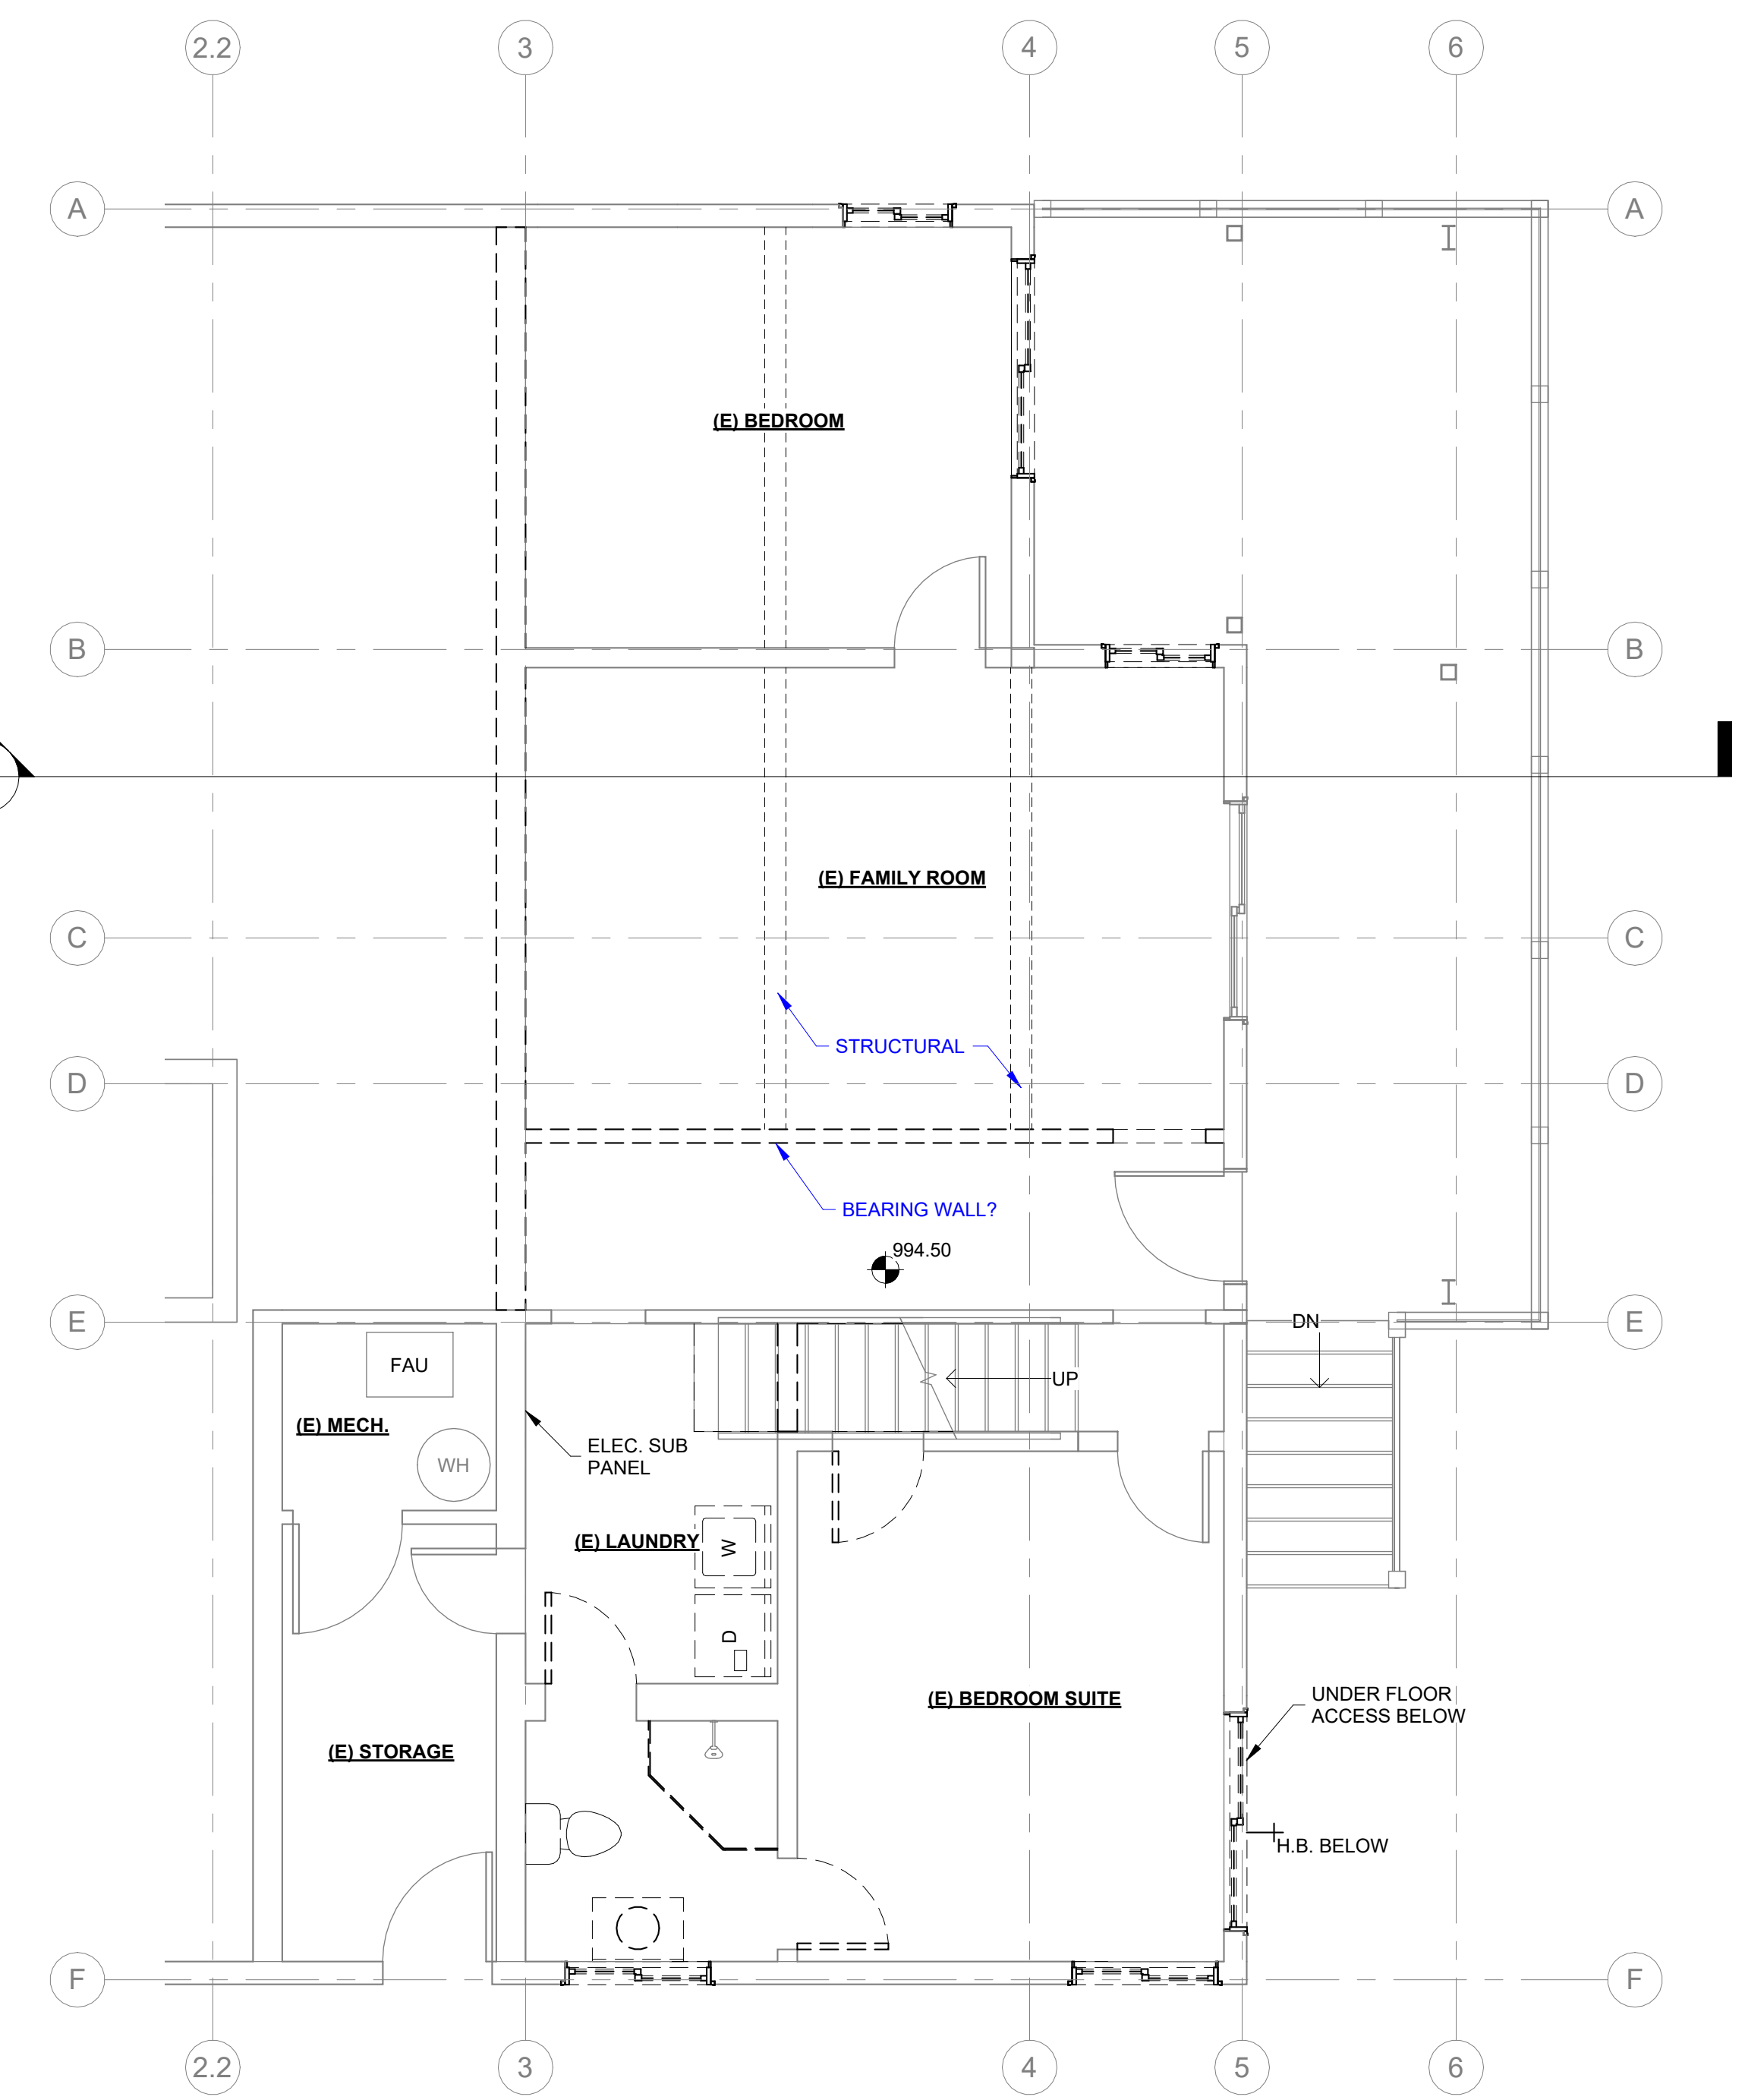 2.2 3 4 5 6
A A
(E) BEDROOM
B B
(E) FAMILY ROOM
C C
STRUCTURAL
D D
BEARING WALL?
994.50
E E
DN
FAU
UP
(E) MECH.
ELEC. SUB
PANEL
WH
(E) LAUNDRY
W
D
(E) BEDROOM SUITE
UNDER FLOOR
ACCESS BELOW
(E) STORAGE
H.B. BELOW
F F
2.2 3 4 5 6